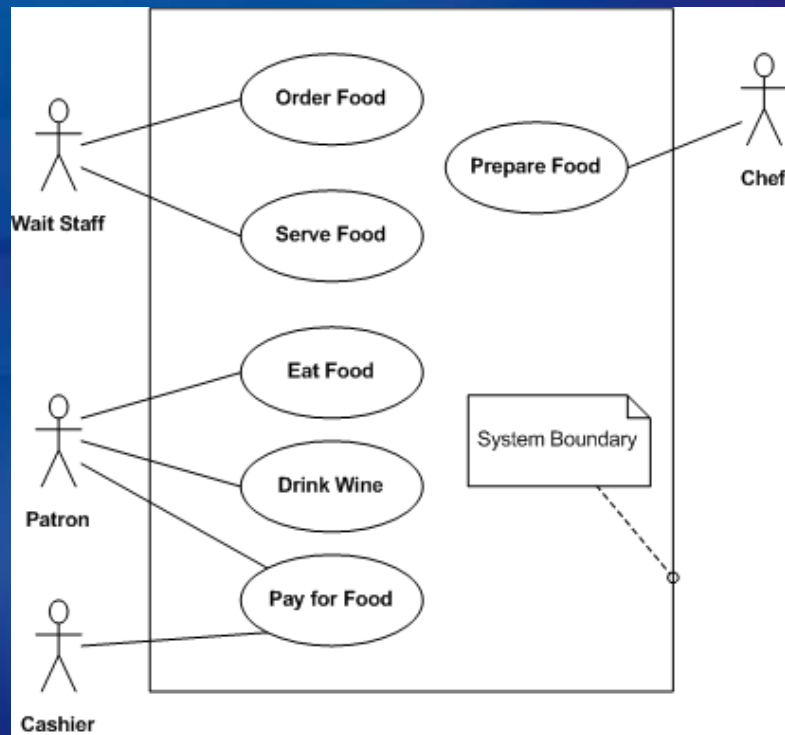 Order Food
Prepare Food
Chef
Wait Staff
Serve Food
Eat Food
System Boundary
Drink Wine
Patron
Pay for Food
Cashier